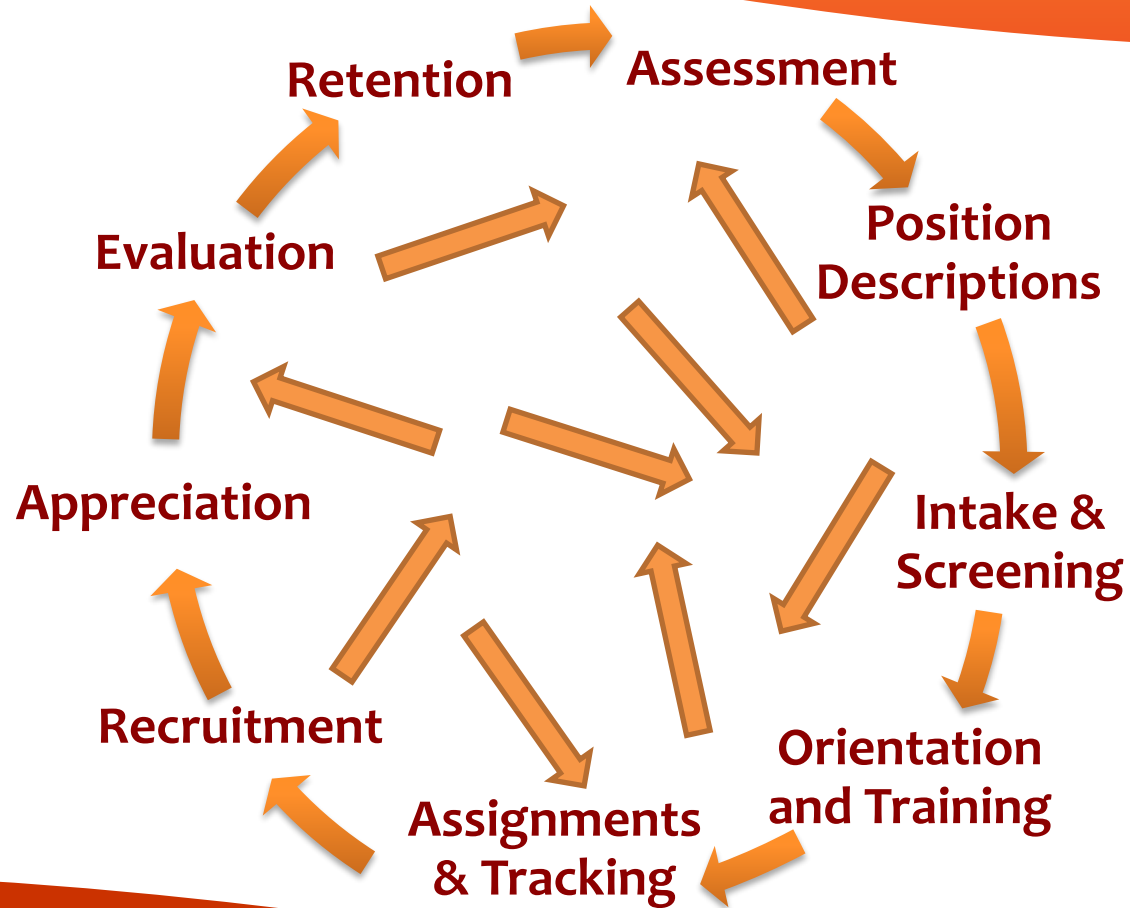 Retention
Assessment
Position
Descriptions
Evaluation
Intake &
Screening
Appreciation
Orientation
and Training
Recruitment
Assignments
& Tracking